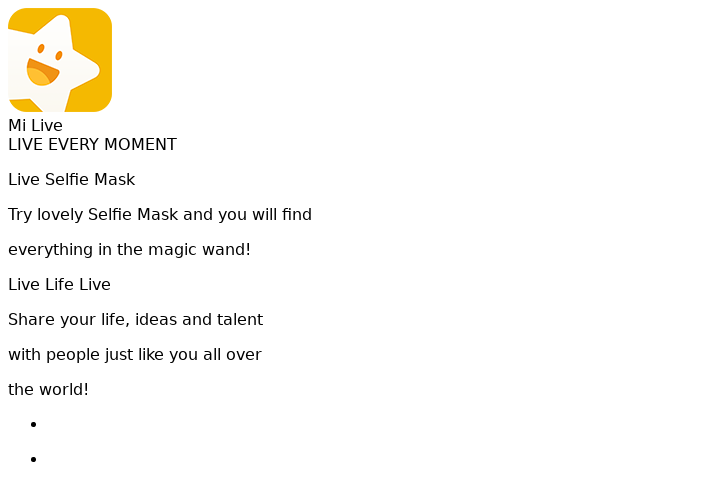 Mi Live
LIVE EVERY MOMENT
Live Selfie Mask
Try lovely Selfie Mask and you will find
everything in the magic wand!
Live Life Live
Share your life, ideas and talent
with people just like you all over
the world!